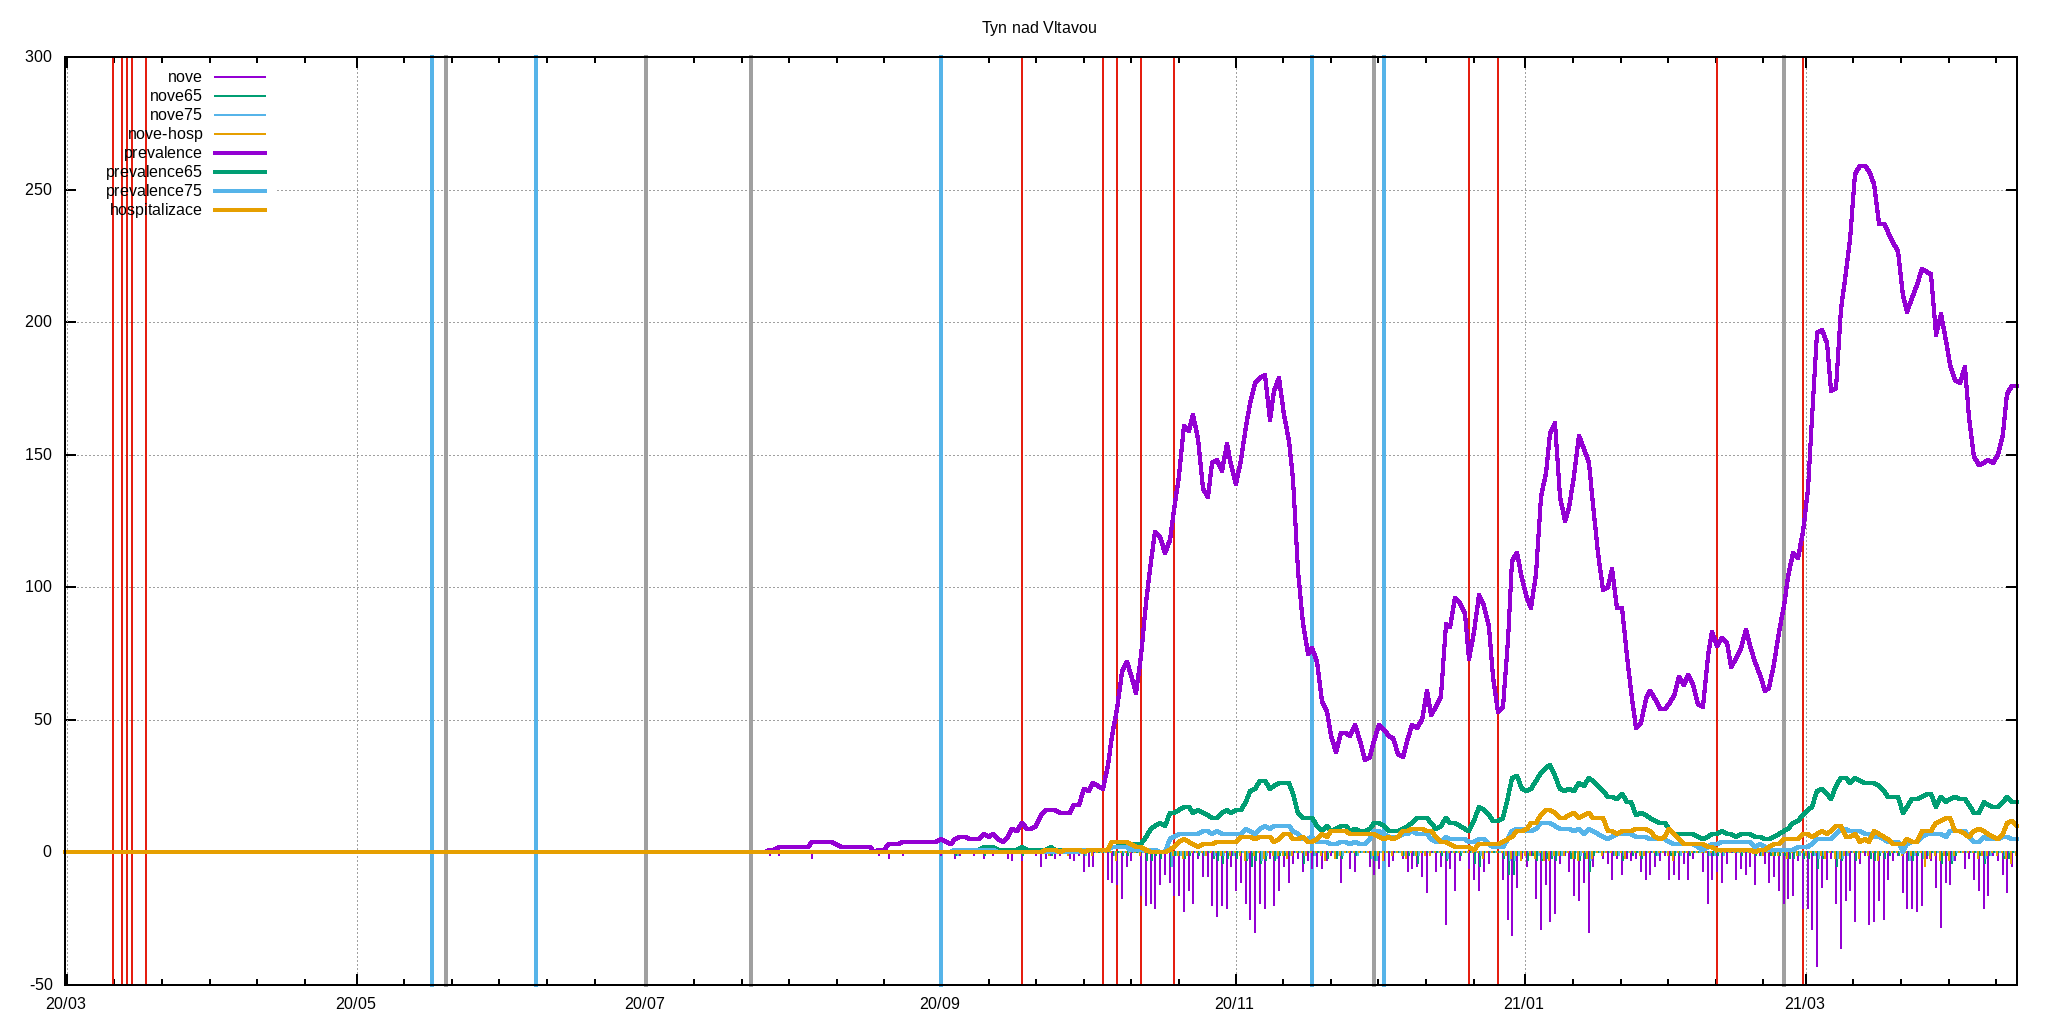 Tyn nad Vltavou
300
250
200
150
100
50
0
-50
nove
nove65
nove75
nove-hosp
prevalence
prevalence65
prevalence75
hospitalizace
20/03 20/05 20/07 20/09 20/11 21/01 21/03